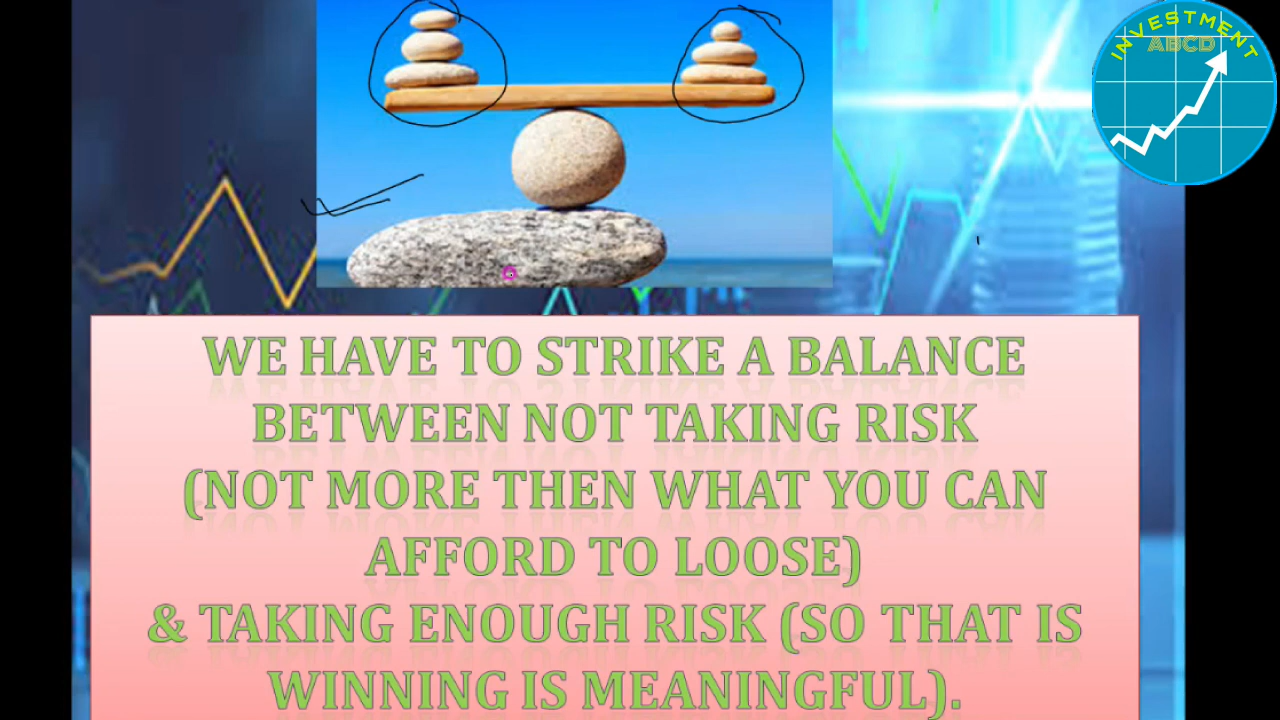 INVESTMENT
ABCD
WE HAVE TO STRIKE A BALANCE
BETWEEN NOT TAKING RISK
(NOT MORE THEN WHAT YOU CAN
AFFORD TO LOOSE)
& TAKING ENOUGH RISK (SO THAT IS
WINNING IS MEANINGFUL).